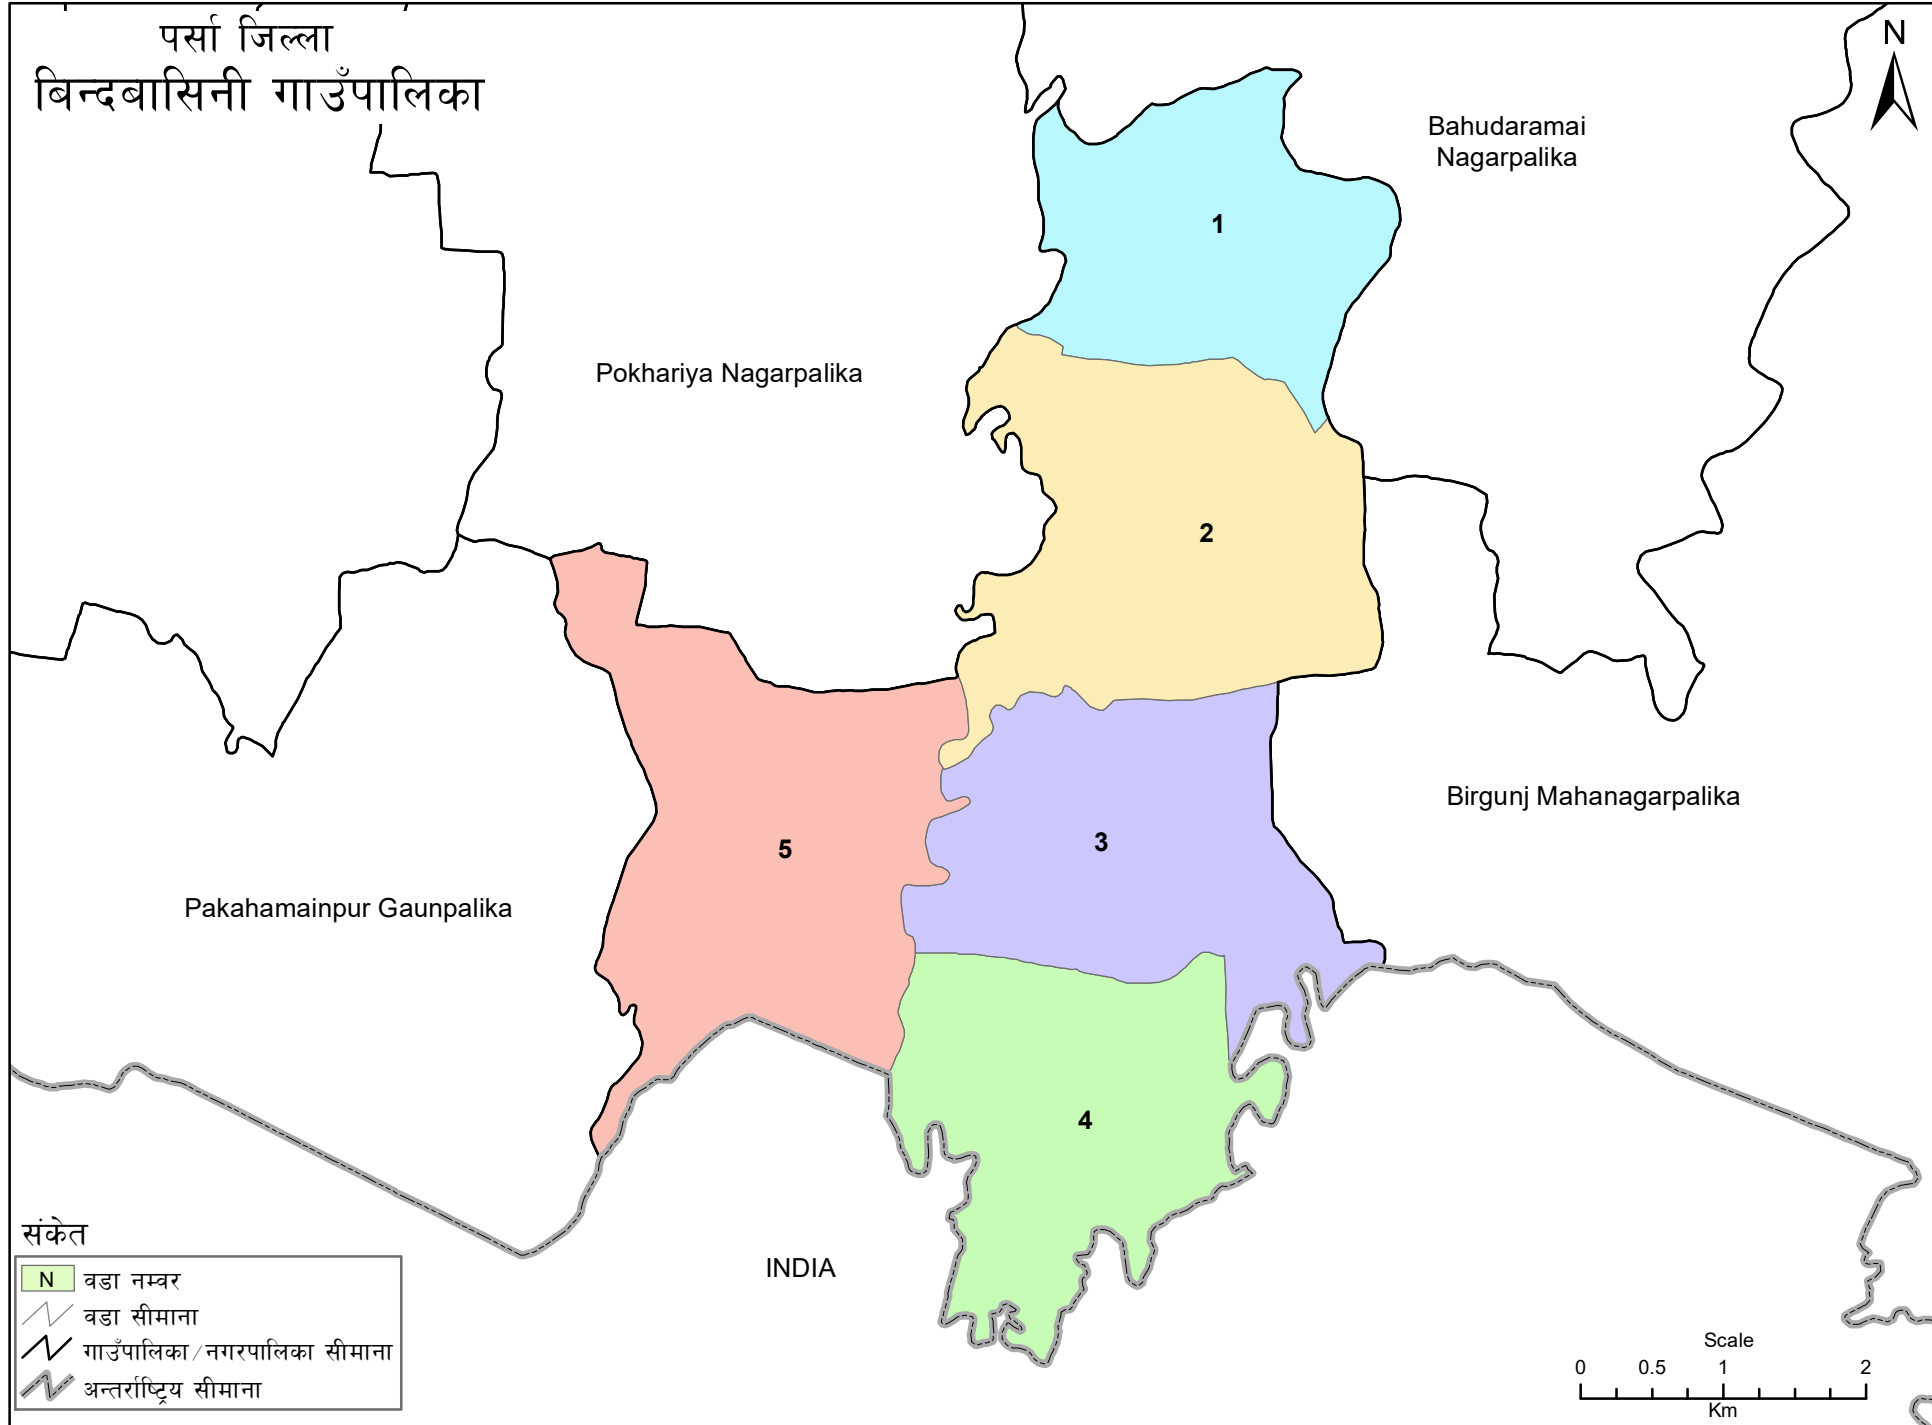 पर्सा जिल्ला
बिन्दबासिनी गाउँपालिका
N
Bahudaramai
Nagarpalika
1
Pokhariya Nagarpalika
2
Birgunj Mahanagarpalika
3
5
Pakahamainpur Gaunpalika
4
INDIA
संकेत
N वडा नम्वर
वडा सीमाना
गाउँपालिका/नगरपालिका सीमाना
अन्तर्राष्ट्रिय सीमाना
Scale
0 0.5 1 2
Km